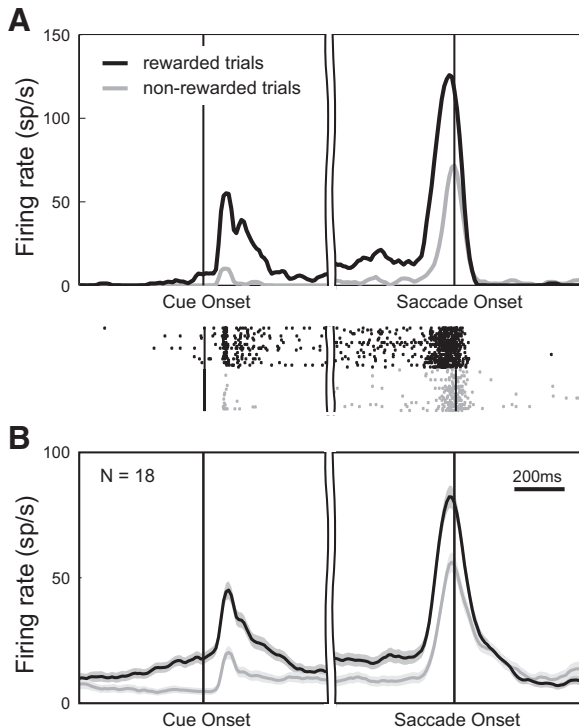 A
150
rewarded trials
non-rewarded trials
100
50
0
Firing rate (sp/s)
Cue Onset
Saccade Onset
B
100
N = 18
200ms
50
0
Firing rate (sp/s)
Cue Onset
Saccade Onset